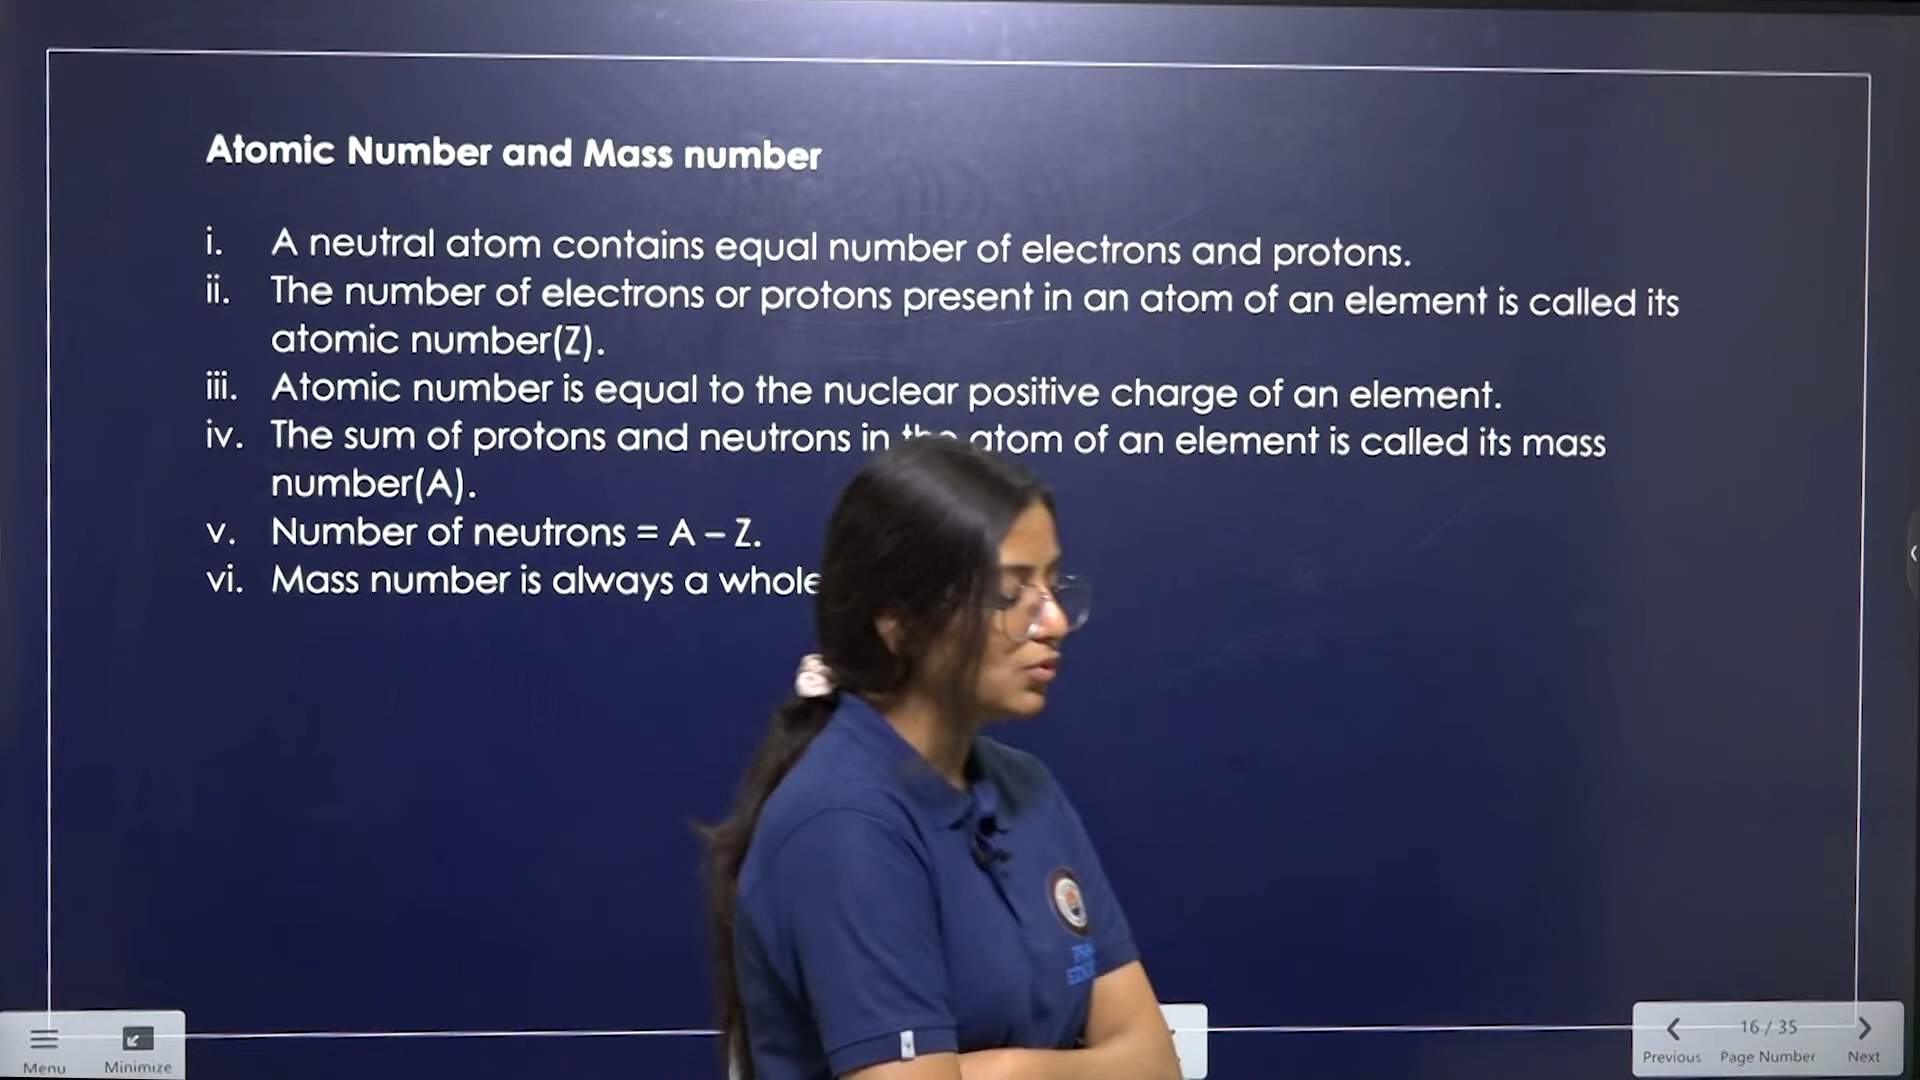 Atomic Number and Mass number
i. A neutral atom contains equal number of electrons and protons.
ii. The number of electrons or protons present in an atom of an element is called its
atomic number(Z).
iii. Atomic number is equal to the nuclear positive charge of an element.
iv. The sum of protons and neutrons in atom of an element is called its mass
number(A).
v. Number of neutrons = A – Z.
vi. Mass number is always a whole
Menu
Minimize
16 / 35
Previous
Page Number
Next